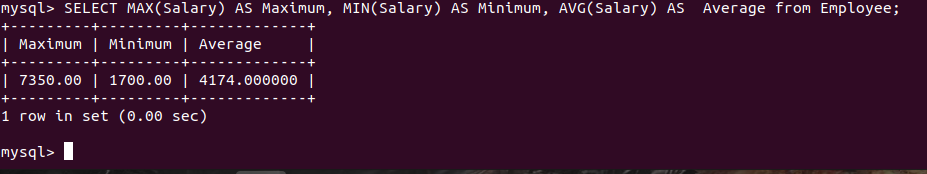 mysql> SELECT MAX(Salary) AS Maximum, MIN(Salary) AS Minimum, AVG(Salary) AS  Average from Employee;
+---------+---------+-------------+
| Maximum | Minimum | Average     |
+---------+---------+-------------+
| 7350.00 | 1700.00 | 4174.000000 |
+---------+---------+-------------+
1 row in set (0.00 sec)
mysql>